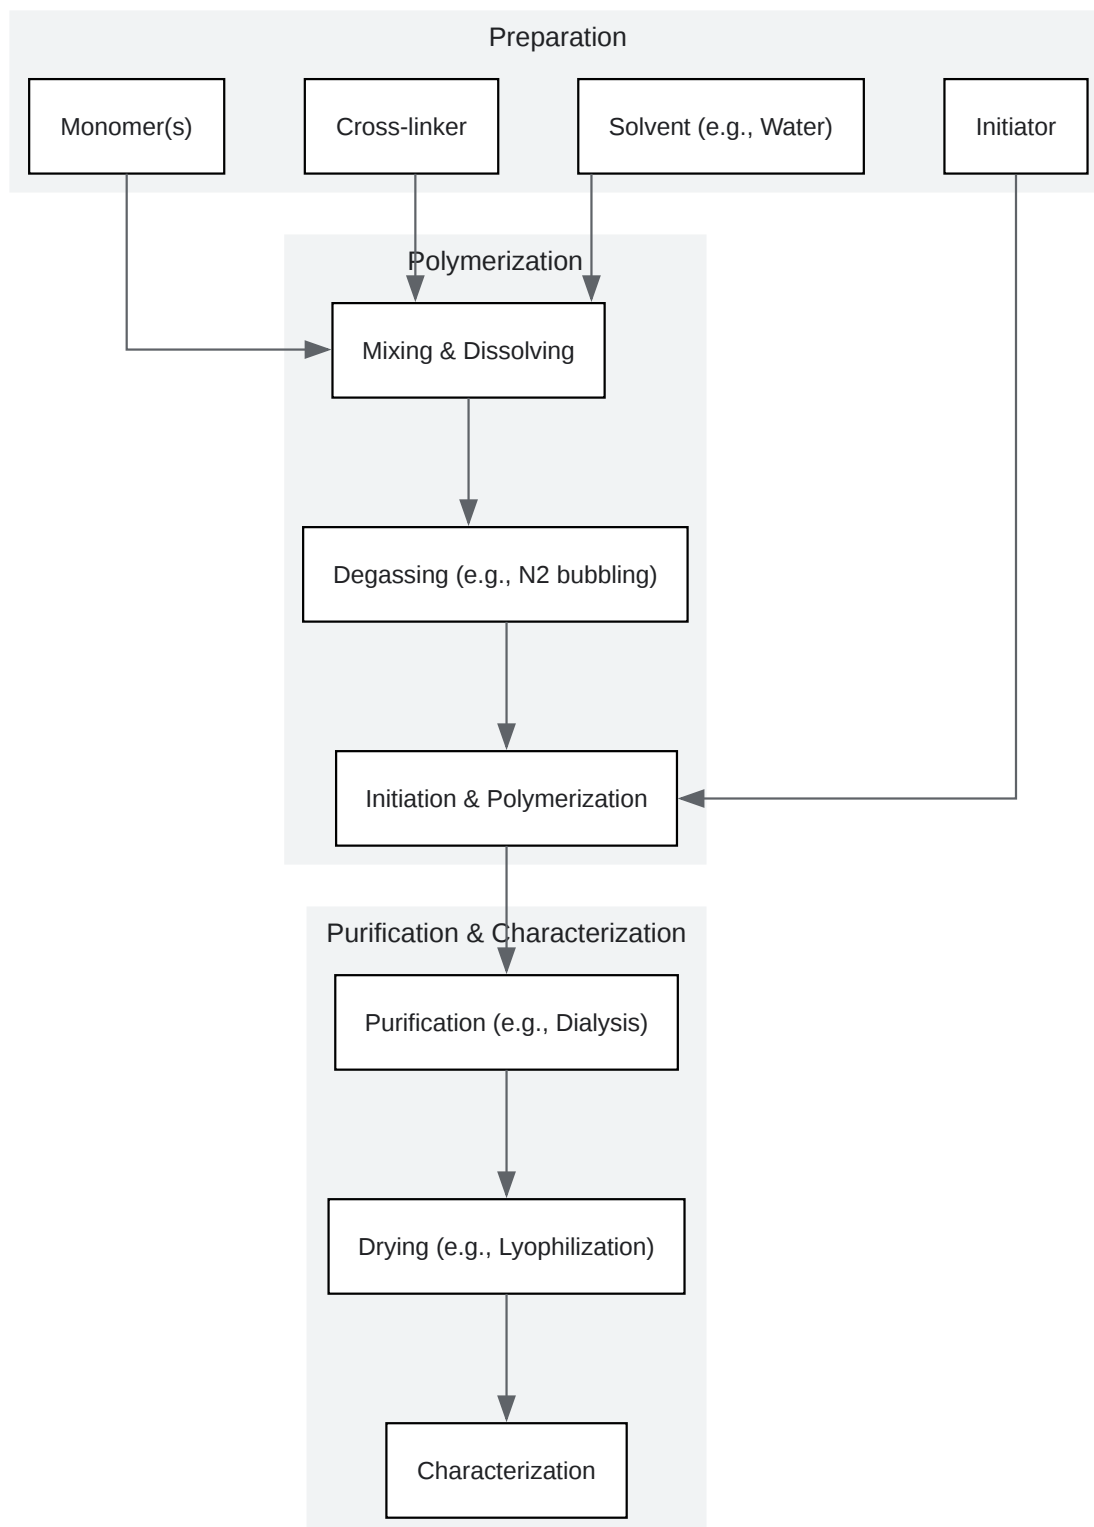 Preparation
Monomer(s)
Cross-linker
Solvent (e.g., Water)
Initiator
Polymerization
Mixing & Dissolving
Degassing (e.g., N2 bubbling)
Initiation & Polymerization
Purification & Characterization
Purification (e.g., Dialysis)
Drying (e.g., Lyophilization)
Characterization